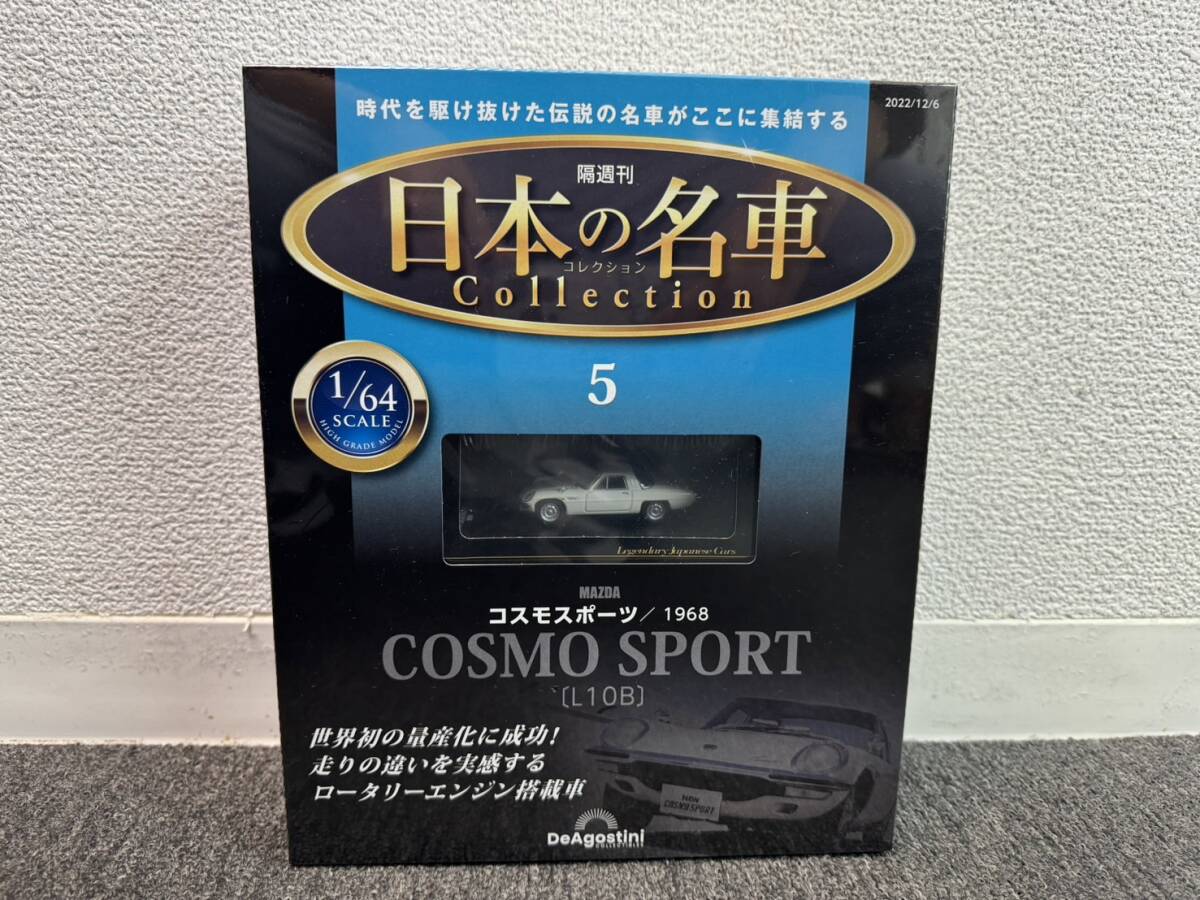 時代を駆け抜けた伝説の名車がここに集結する
2022/12/6
隔週刊
日本の名車
コレクション
Collection
1/64
SCALE
HIGH GRADE MODEL
5
Legendary Japanese Cars
MAZDA
コスモスポーツ/1968
COSMO SPORT
〔L10B〕
世界初の量産化に成功!
走りの違いを実感する
ロータリーエンジン搭載車
New
COSMO SPORT
DeAgostini
COLLECTIBLES